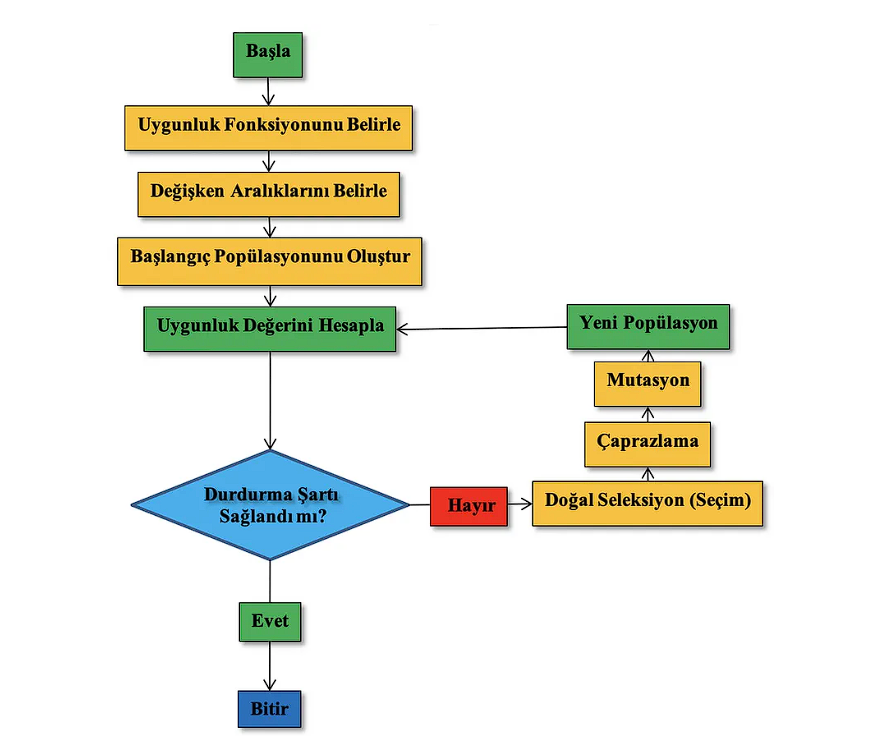 Başla
Uygunluk Fonksiyonunu Belirle
Değişken Aralıklarını Belirle
Başlangıç Popülasyonunu Oluştur
Uygunluk Değerini Hesapla
Yeni Popülasyon
Mutasyon
Çaprazlama
Durdurma Şartı
Sağlandı mı?
Hayır
Doğal Seleksiyon (Seçim)
Evet
Bitir